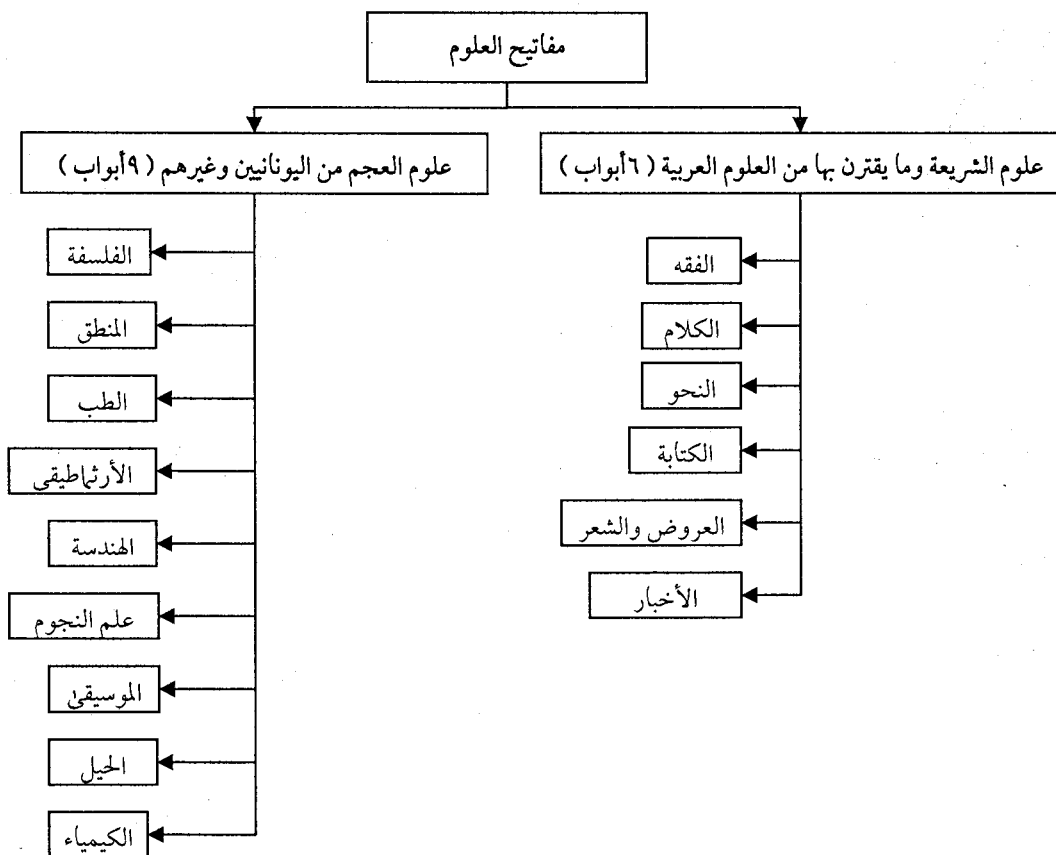 مفاتيح العلوم
علوم الشريعة وما يقترن بها من العلوم العربية (٦أبواب)
الفقه
الكلام
النحو
الكتابة
العروض والشعر
الأخبار
علوم العجم من اليونانيين وغيرهم (٩أبواب)
الفلسفة
المنطق
الطب
الأرثماطيقى
الهندسة
علم النجوم
الموسيقى
الحيل
الكيمياء